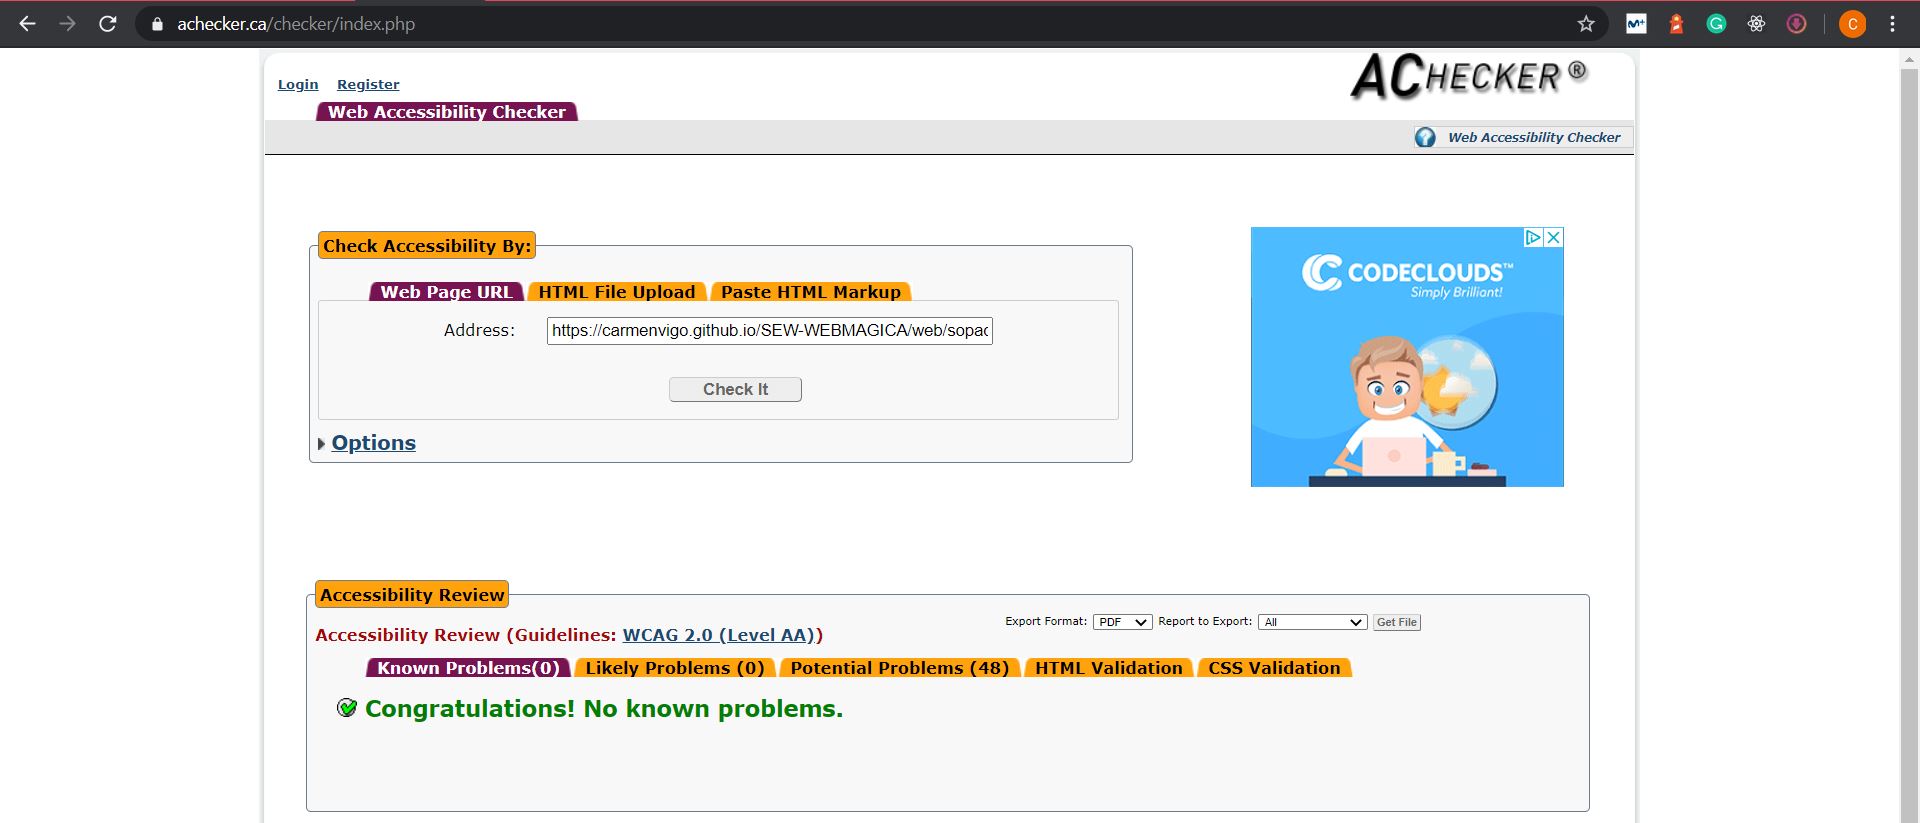 achecker.ca/checker/index.php
C
Login Register
ACHECKER ®
Web Accessibility Checker
Web Accessibility Checker
Check Accessibility By:
Web Page URL HTML File Upload Paste HTML Markup
Address: https://carmenvigo.github.io/SEW-WEBMAGICA/web/sopac
Check It
Options
CODECLOUDS™
Simply Brilliant!
Accessibility Review
Export Format: PDF Report to Export: All Get File
Accessibility Review (Guidelines: WCAG 2.0 (Level AA))
Known Problems(0) Likely Problems (0) Potential Problems (48) HTML Validation CSS Validation
Congratulations! No known problems.